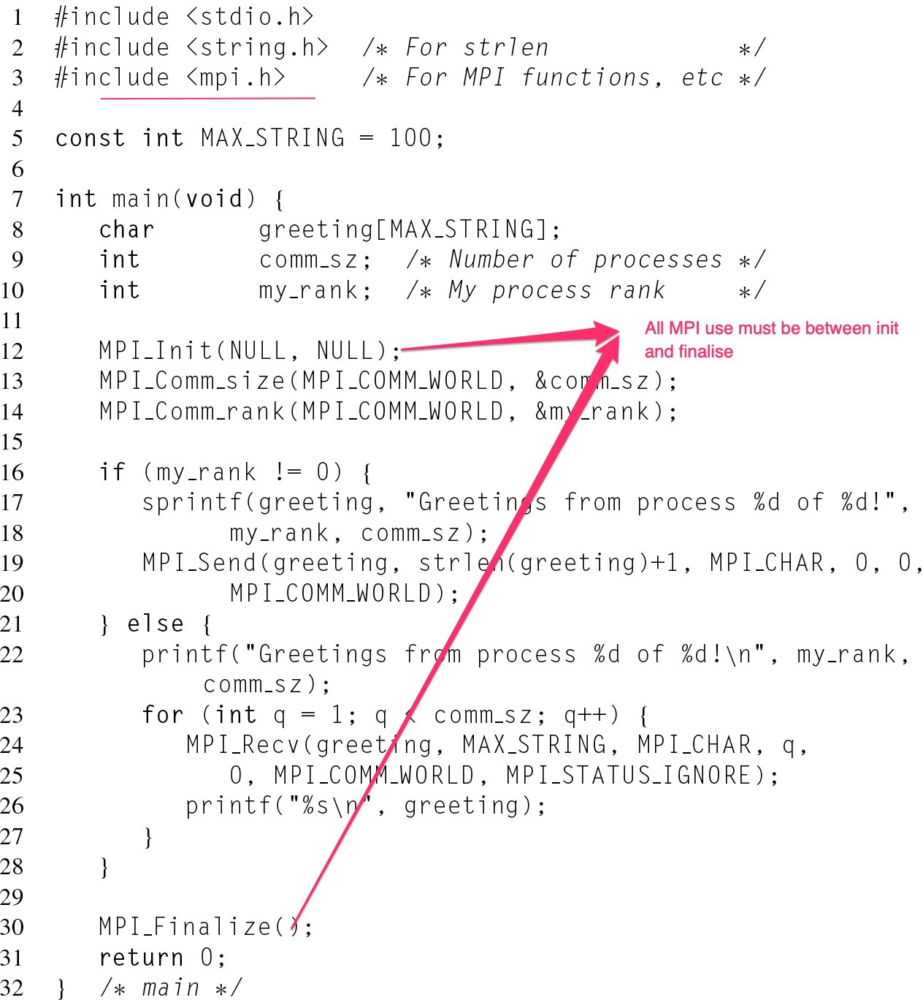 1 #include <stdio.h>
2 #include <string.h> /* For strlen */
3 #include <mpi.h> /* For MPI functions, etc */
4
5 const int MAX_STRING = 100;
6
7 int main(void) {
8 char greeting[MAX_STRING];
9 int comm_sz; /* Number of processes */
10 int my_rank; /* My process rank */
11
All MPI use must be between init
and finalise
12 MPI_Init(NULL, NULL);
13 MPI_Comm_size(MPI_COMM_WORLD, &comm_sz);
14 MPI_Comm_rank(MPI_COMM_WORLD, &my_rank);
15
16 if (my_rank != 0) {
17 sprintf(greeting, "Greetings from process %d of %d!",
18 my_rank, comm_sz);
19 MPI_Send(greeting, strlen(greeting)+1, MPI_CHAR, 0, 0,
20 MPI_COMM_WORLD);
21 } else {
22 printf("Greetings from process %d of %d!\n", my_rank,
comm_sz);
23 for (int q = 1; q < comm_sz; q++) {
24 MPI_Recv(greeting, MAX_STRING, MPI_CHAR, q,
25 0, MPI_COMM_WORLD, MPI_STATUS_IGNORE);
26 printf("%s\n", greeting);
27 }
28 }
29
30 MPI_Finalize();
31 return 0;
32 } /* main */